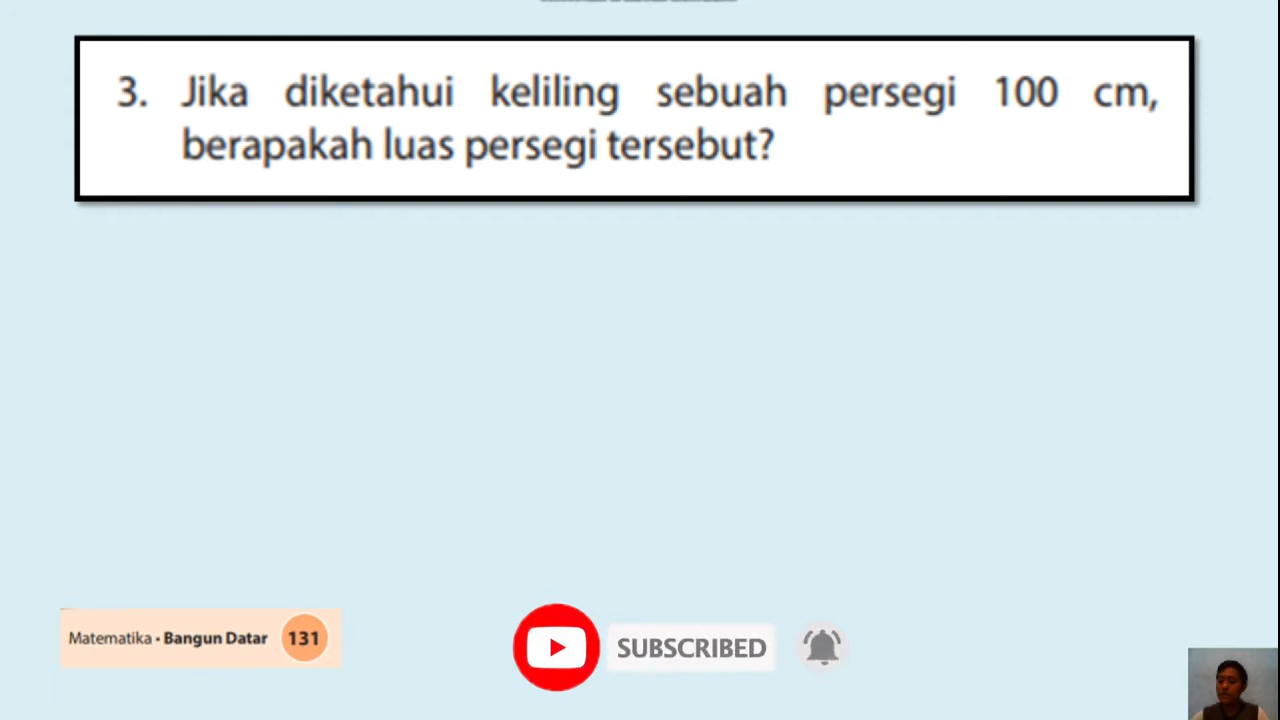 3. Jika diketahui keliling sebuah persegi 100 cm,
berapakah luas persegi tersebut?
Matematika • Bangun Datar 131
SUBSCRIBED